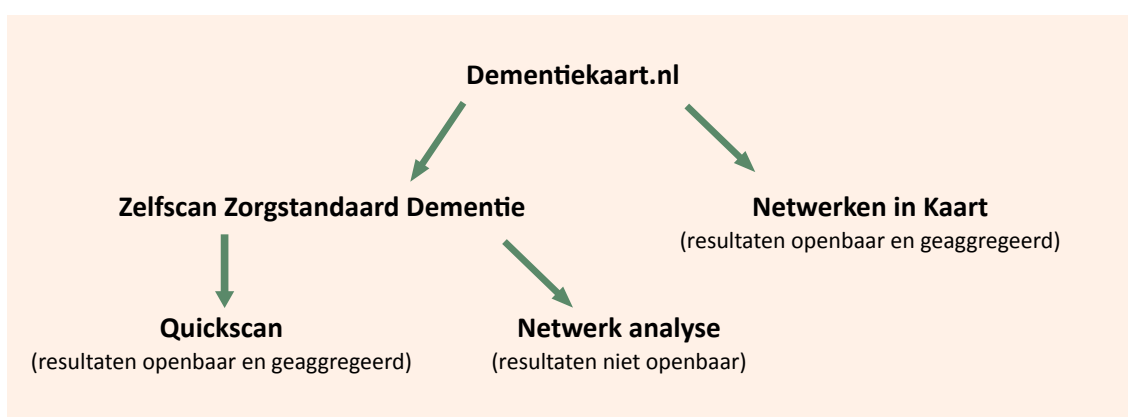 Dementiekaart.nl
Zelfscan Zorgstandaard Dementie
Netwerken in Kaart
(resultaten openbaar en geaggregeerd)
Quickscan
(resultaten openbaar en geaggregeerd)
Netwerk analyse
(resultaten niet openbaar)